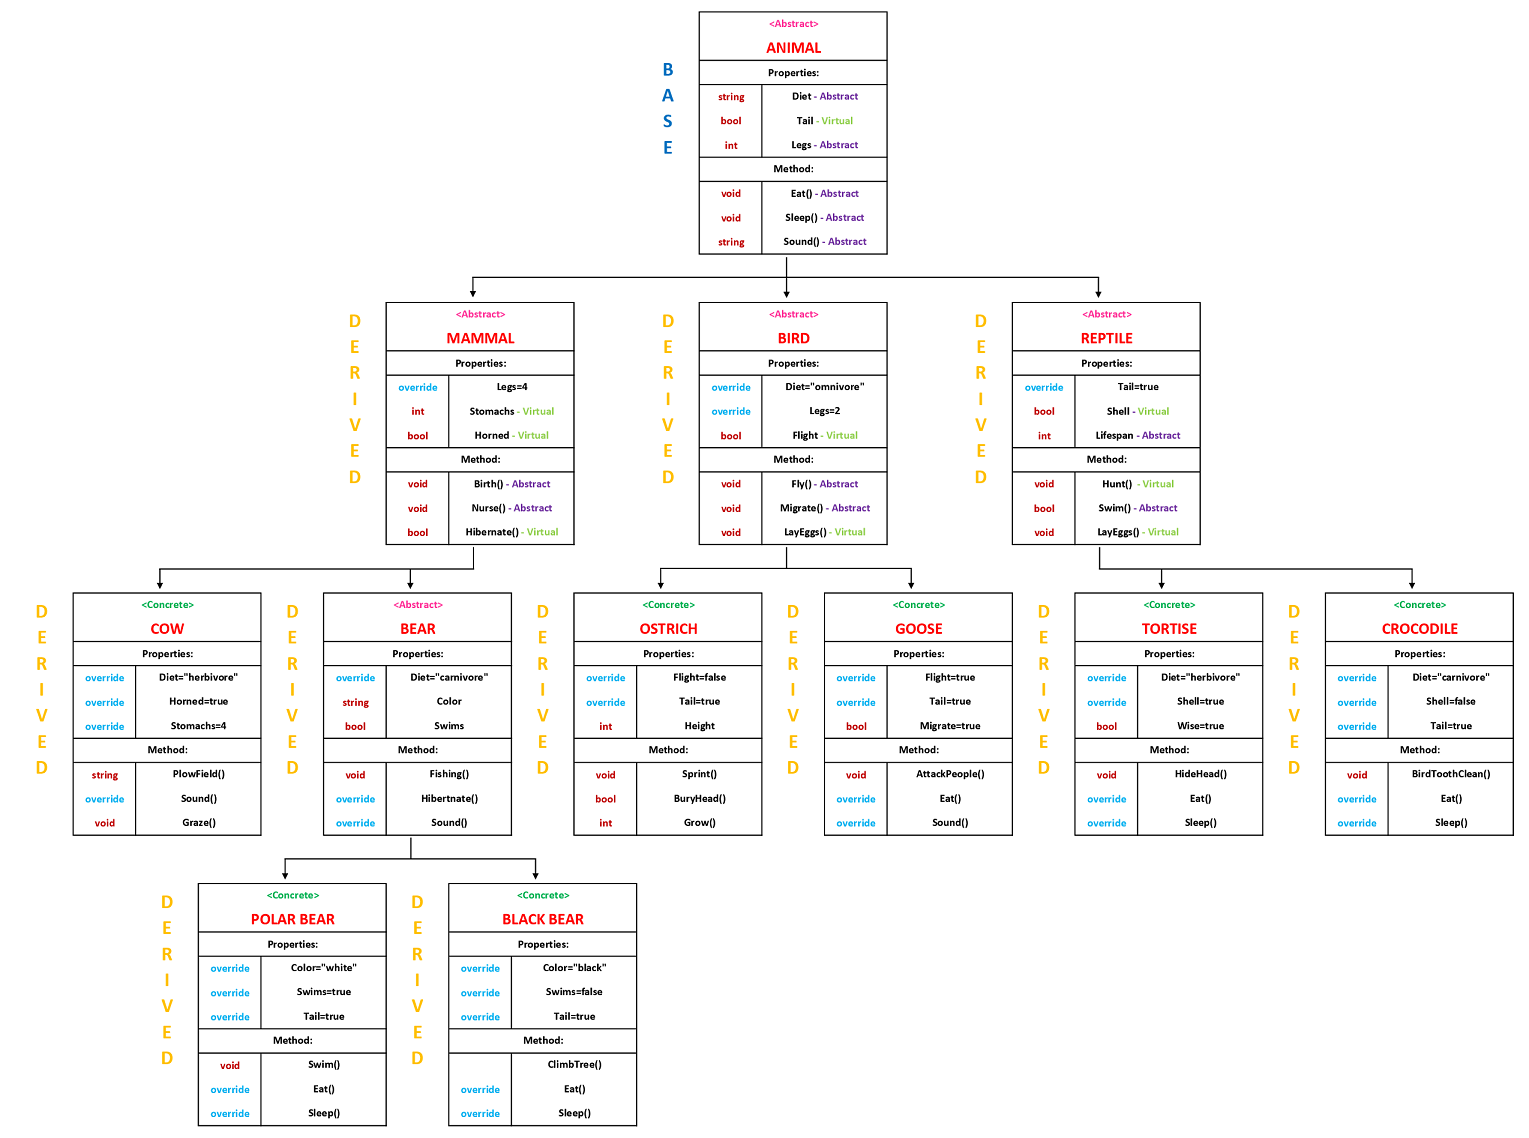 <Abstract>
ANIMAL
B
A
S
E
Properties:
string Diet - Abstract
bool Tail - Virtual
int Legs - Abstract
Method:
void Eat() - Abstract
void Sleep() - Abstract
string Sound() - Abstract
D
E
R
I
V
E
D
<Abstract>
MAMMAL
Properties:
override Legs=4
int Stomachs - Virtual
bool Horned - Virtual
Method:
void Birth() - Abstract
void Nurse() - Abstract
bool Hibernate() - Virtual
D
E
R
I
V
E
D
<Abstract>
BIRD
Properties:
override Diet="omnivore"
override Legs=2
bool Flight - Virtual
Method:
void Fly() - Abstract
void Migrate() - Abstract
void LayEggs() - Virtual
D
E
R
I
V
E
D
<Abstract>
REPTILE
Properties:
override Tail=true
bool Shell - Virtual
int Lifespan - Abstract
Method:
void Hunt() - Virtual
bool Swim() - Abstract
void LayEggs() - Virtual
D
E
R
I
V
E
D
<Concrete>
COW
Properties:
override Diet="herbivore"
override Horned=true
override Stomachs=4
Method:
string PlowField()
override Sound()
void Graze()
D
E
R
I
V
E
D
<Abstract>
BEAR
Properties:
override Diet="carnivore"
string Color
bool Swims
Method:
void Fishing()
override Hibertnate()
override Sound()
D
E
R
I
V
E
D
<Concrete>
OSTRICH
Properties:
override Flight=false
override Tail=true
int Height
Method:
void Sprint()
bool BuryHead()
int Grow()
D
E
R
I
V
E
D
<Concrete>
GOOSE
Properties:
override Flight=true
override Tail=true
bool Migrate=true
Method:
void AttackPeople()
override Eat()
override Sound()
D
E
R
I
V
E
D
<Concrete>
TORTISE
Properties:
override Diet="herbivore"
override Shell=true
bool Wise=true
Method:
void HideHead()
override Eat()
override Sleep()
D
E
R
I
V
E
D
<Concrete>
CROCODILE
Properties:
override Diet="carnivore"
override Shell=false
override Tail=true
Method:
void BirdToothClean()
override Eat()
override Sleep()
D
E
R
I
V
E
D
<Concrete>
POLAR BEAR
Properties:
override Color="white"
override Swims=true
override Tail=true
Method:
void Swim()
override Eat()
override Sleep()
D
E
R
I
V
E
D
<Concrete>
BLACK BEAR
Properties:
override Color="black"
override Swims=false
override Tail=true
Method:
ClimbTree()
override Eat()
override Sleep()